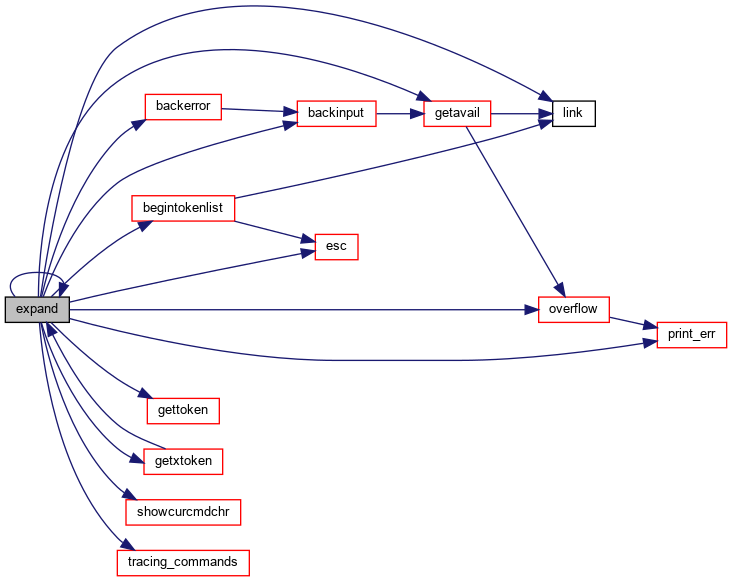 backerror
backinput
getavail
link
begintokenlist
esc
expand
overflow
print_err
gettoken
getxtoken
showcurcmdchr
tracing_commands